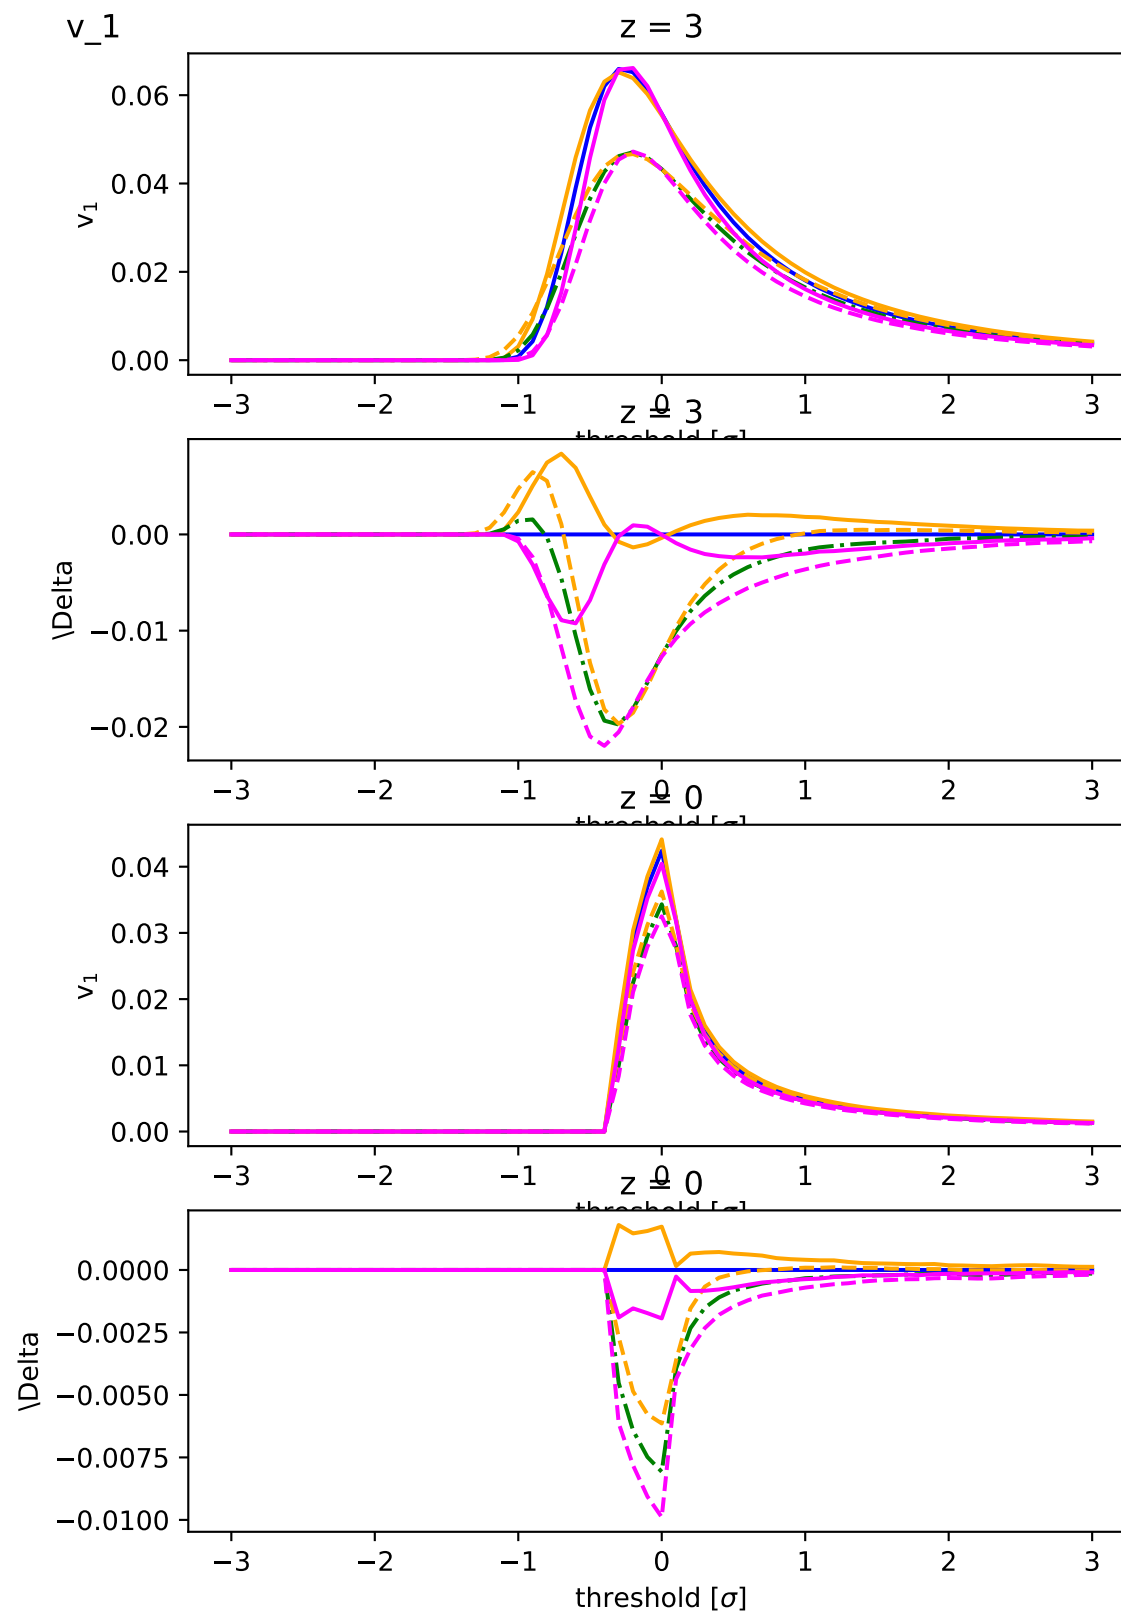 v_1
z = 3
0.06
0.04
0.02
0.00
v₁
−3 −2 −1 0 1 2 3
threshold [σ]
z = 3
0.00
−0.01
−0.02
\Delta
−3 −2 −1 0 1 2 3
threshold [σ]
z = 0
0.04
0.03
0.02
0.01
0.00
v₁
−3 −2 −1 0 1 2 3
threshold [σ]
z = 0
0.0000
−0.0025
−0.0050
−0.0075
−0.0100
\Delta
−3 −2 −1 0 1 2 3
threshold [σ]